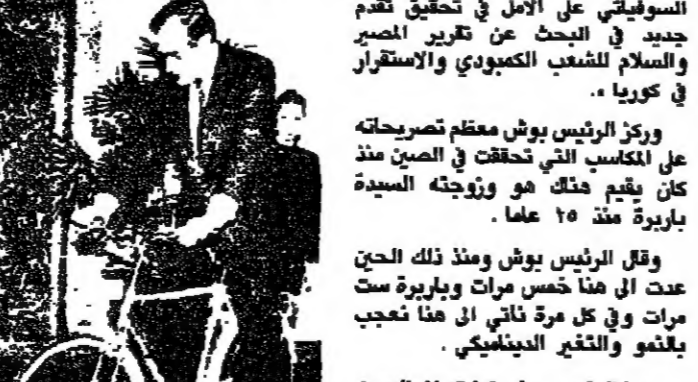 السوفياتي على الامل في تحقيق تقدم
جديد في البحث عن تقرير المصير
والسلام للشعب الكمبودي والاستقرار
في كوريا ».
وركز الرئيس بوش معظم تصريحاته
على المكاسب التي تحققت في الصين منذ
كان يقيم هناك هو وزوجته السيدة
باربرة منذ ١٥ عاما .
وقال الرئيس بوش ومنذ ذلك الحين
عدت الى هنا خمس مرات وباربرة ست
مرات وفي كل مرة ناتي الى هنا نعجب
بالنمو والتغير الديناميكي .